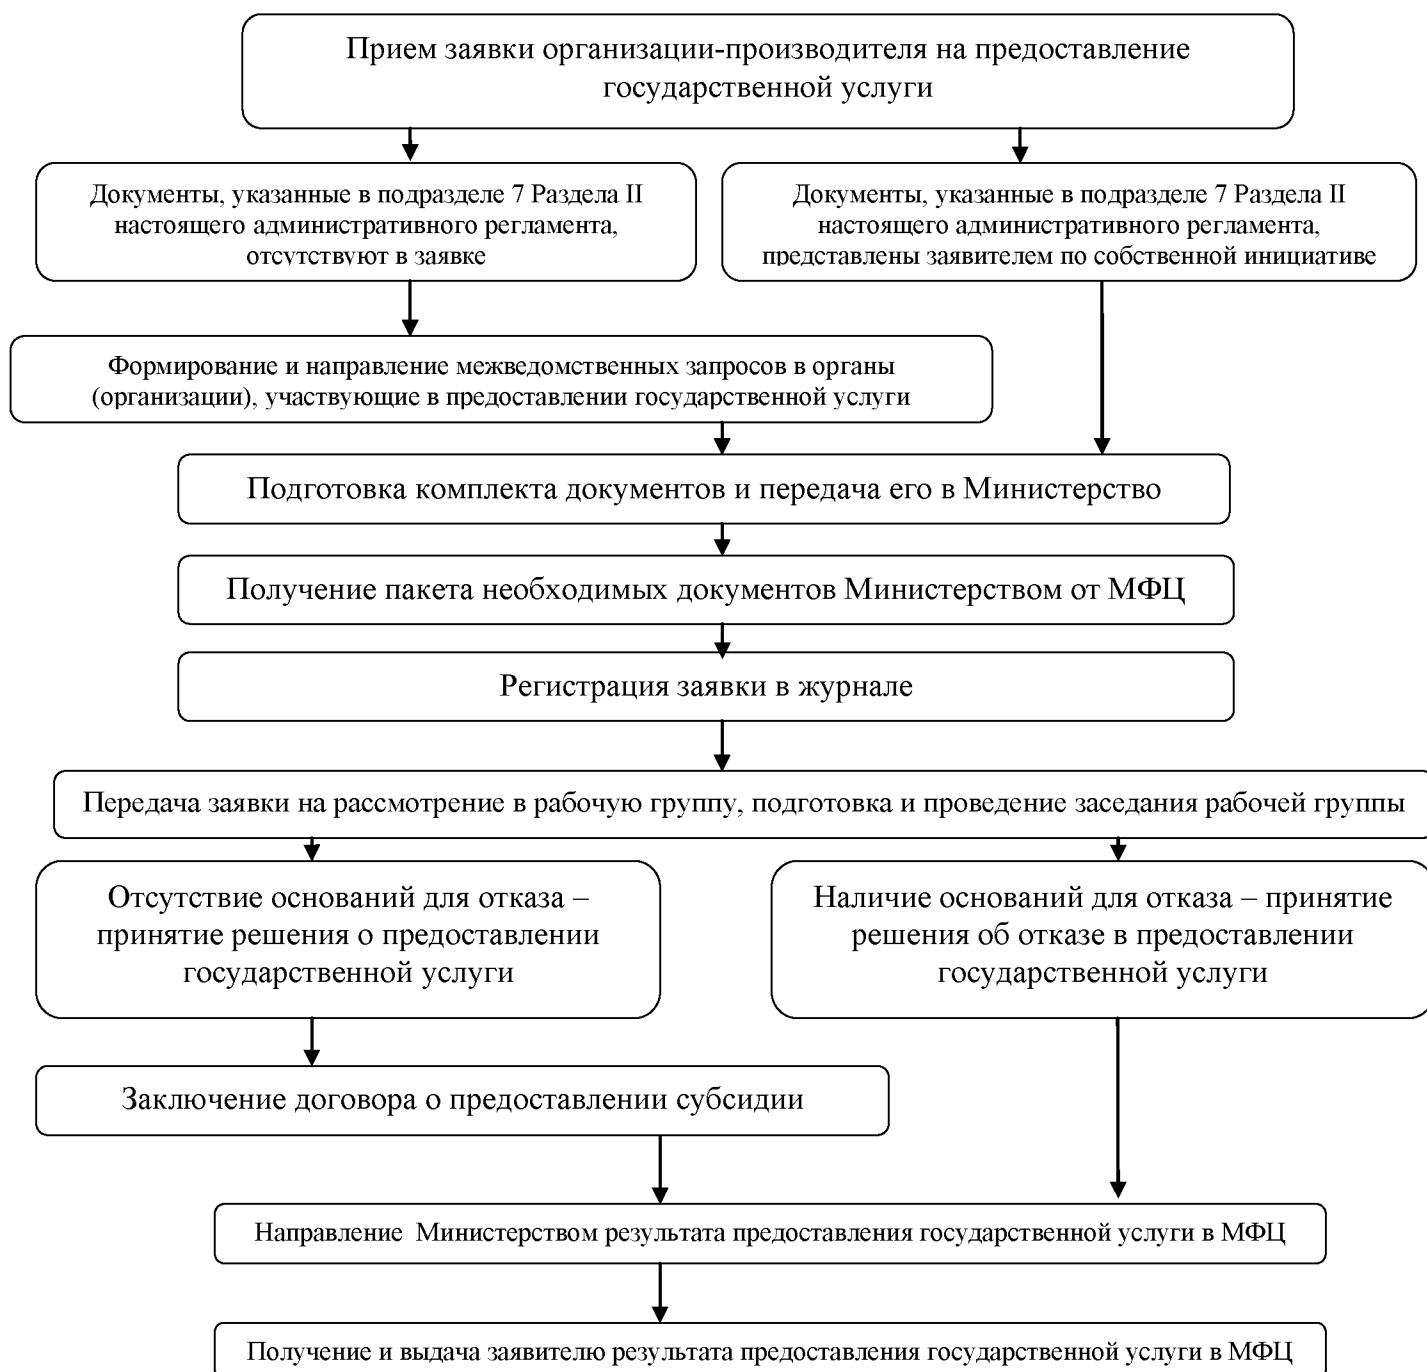 Прием заявки организации-производителя на предоставление
государственной услуги
Документы, указанные в подразделе 7 Раздела II
настоящего административного регламента,
отсутствуют в заявке
Документы, указанные в подразделе 7 Раздела II
настоящего административного регламента,
представлены заявителем по собственной инициативе
Формирование и направление межведомственных запросов в органы
(организации), участвующие в предоставлении государственной услуги
Подготовка комплекта документов и передача его в Министерство
Получение пакета необходимых документов Министерством от МФЦ
Регистрация заявки в журнале
Передача заявки на рассмотрение в рабочую группу, подготовка и проведение заседания рабочей группы
Отсутствие оснований для отказа –
принятие решения о предоставлении
государственной услуги
Наличие оснований для отказа – принятие
решения об отказе в предоставлении
государственной услуги
Заключение договора о предоставлении субсидии
Направление Министерством результата предоставления государственной услуги в МФЦ
Получение и выдача заявителю результата предоставления государственной услуги в МФЦ